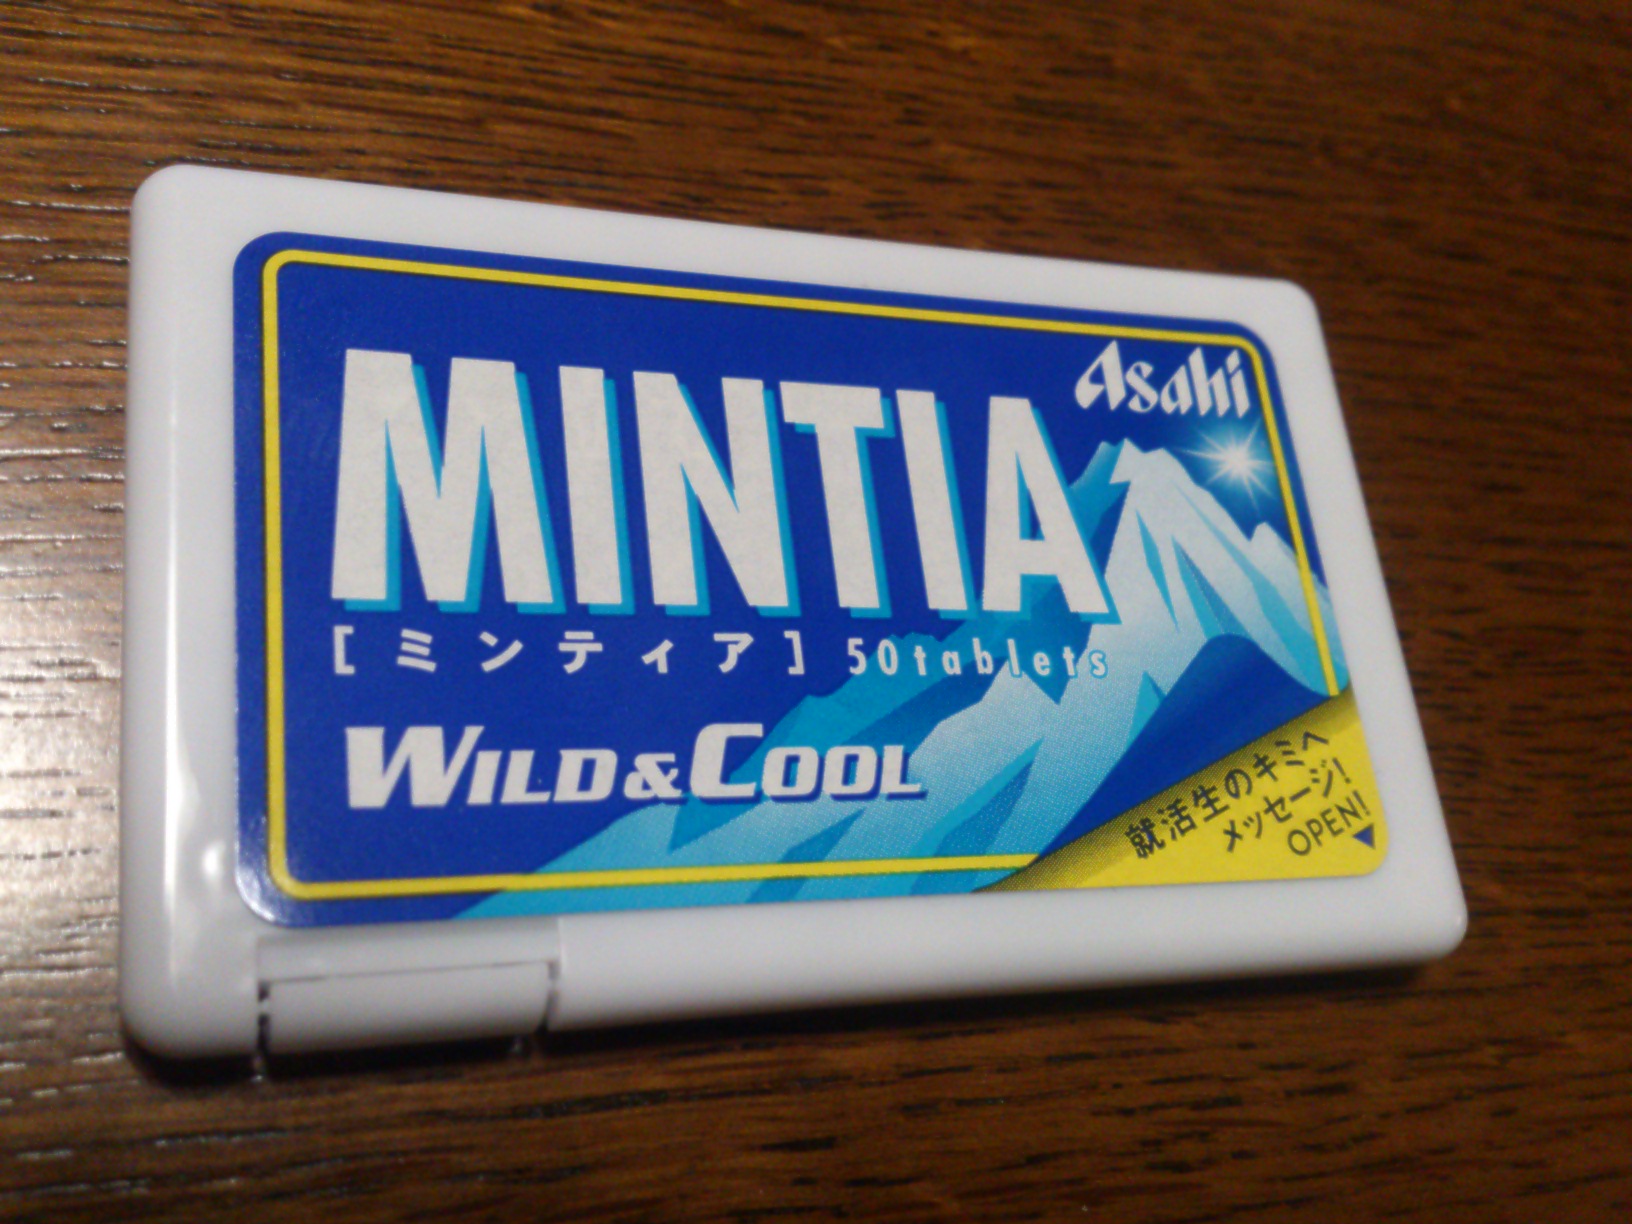 Asahi
MINTIA
[ミンティア] 50tablets
WILD&COOL
就活生のキミへ
メッセージ!
OPEN!